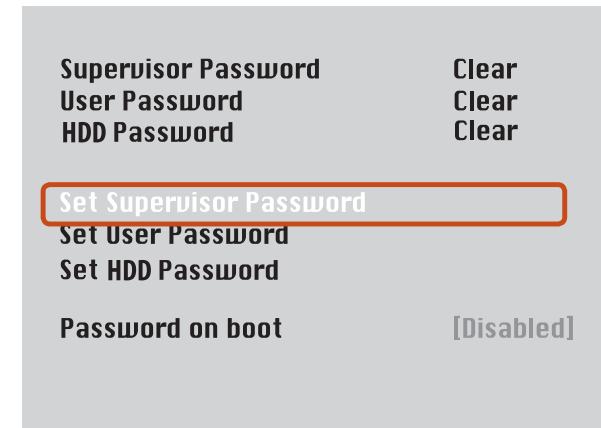 Supervisor Password Clear
User Password Clear
HDD Password Clear
Set Supervisor Password
Set User Password
Set HDD Password
Password on boot [Disabled]